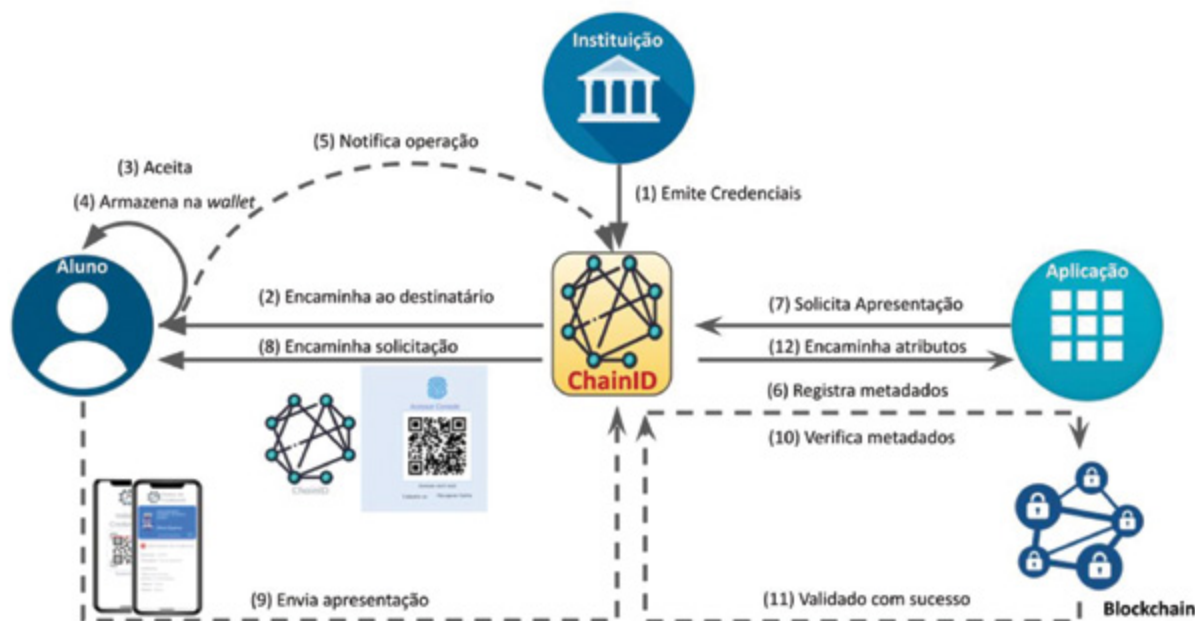 Instituição
(5) Notifica operação
(3) Aceita
(4) Armazena na wallet
(1) Emite Credenciais
Aluno
Aplicação
(2) Encaminha ao destinatário
(7) Solicita Apresentação
(8) Encaminha solicitação
(12) Encaminha atributos
ChainID
(6) Registra metadados
(10) Verifica metadados
ChainID
(9) Envia apresentação
(11) Validado com sucesso
Blockchain